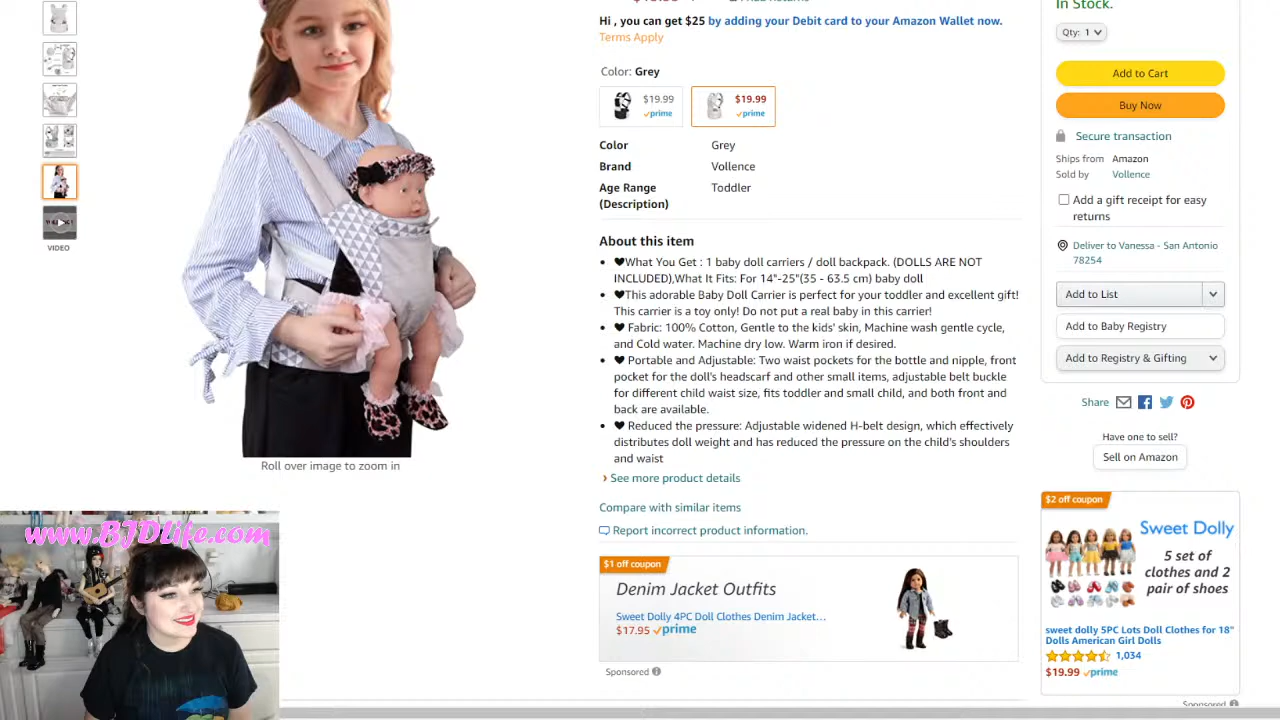 Hi , you can get $25 by adding your Debit card to your Amazon Wallet now.
Terms Apply
Color: Grey
$19.99
prime
$19.99
prime
Color Grey
Brand Vollence
Age Range Toddler
(Description)
About this item
• ♥What You Get : 1 baby doll carriers / doll backpack. (DOLLS ARE NOT
INCLUDED),What It Fits: For 14"-25"(35 - 63.5 cm) baby doll
• ♥This adorable Baby Doll Carrier is perfect for your toddler and excellent gift!
This carrier is a toy only! Do not put a real baby in this carrier!
• ♥ Fabric: 100% Cotton, Gentle to the kids' skin, Machine wash gentle cycle,
and Cold water. Machine dry low. Warm iron if desired.
• ♥ Portable and Adjustable: Two waist pockets for the bottle and nipple, front
pocket for the doll's headscarf and other small items, adjustable belt buckle
for different child waist size, fits toddler and small child, and both front and
back are available.
• ♥ Reduced the pressure: Adjustable widened H-belt design, which effectively
distributes doll weight and has reduced the pressure on the child's shoulders
and waist
› See more product details
Compare with similar items
Report incorrect product information.
$1 off coupon
Denim Jacket Outfits
Sweet Dolly 4PC Doll Clothes Denim Jacket...
$17.95 prime
Sponsored
VIDEO
Roll over image to zoom in
www.BJDLife.com
In Stock.
Qty: 1
Add to Cart
Buy Now
Secure transaction
Ships from Amazon
Sold by Vollence
Add a gift receipt for easy
returns
Deliver to Vanessa - San Antonio
78254
Add to List
Add to Baby Registry
Add to Registry & Gifting
Share
Have one to sell?
Sell on Amazon
$2 off coupon
Sweet Dolly
5 set of
clothes and 2
pair of shoes
sweet dolly 5PC Lots Doll Clothes for 18"
Dolls American Girl Dolls
1,034
$19.99 prime
Sponsored